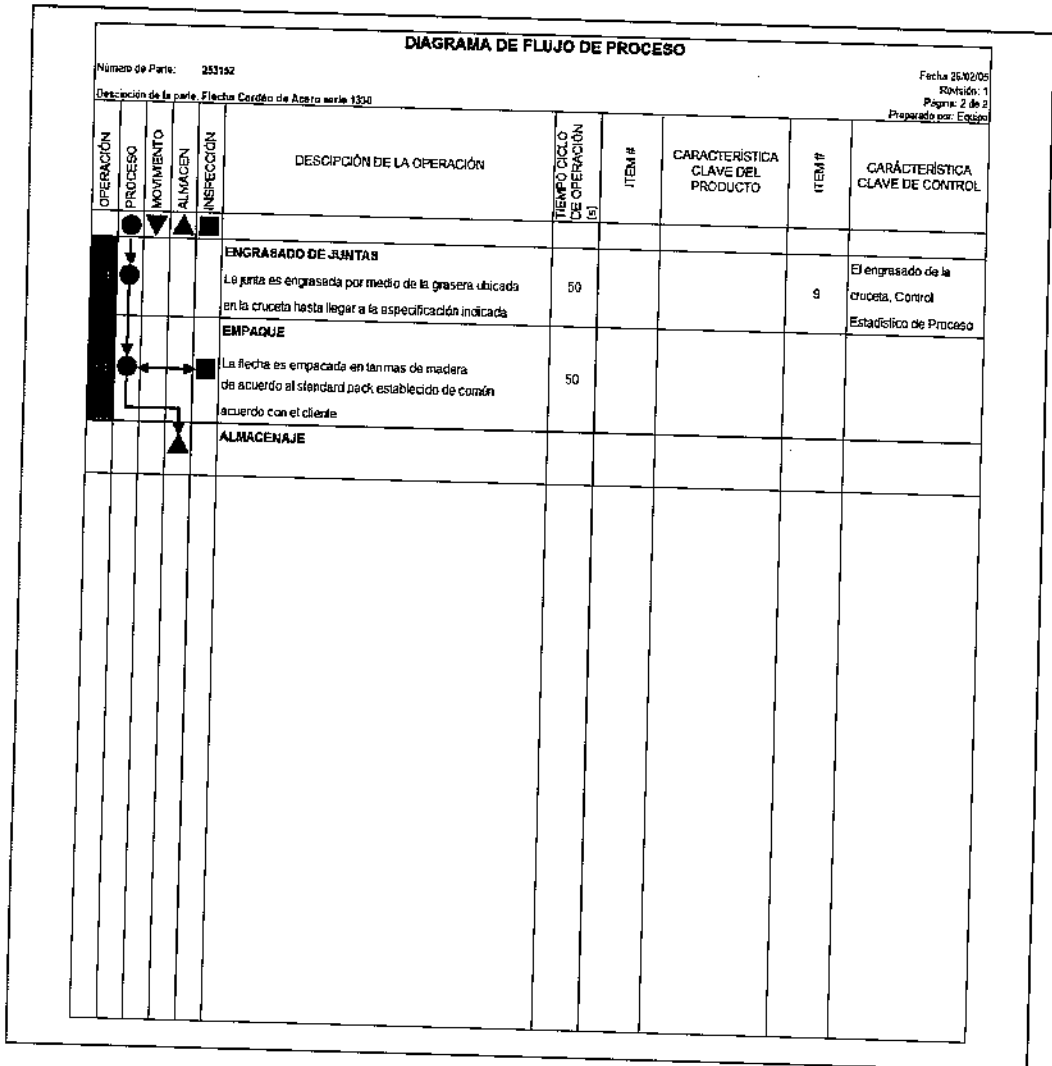 DIAGRAMA DE FLUJO DE PROCESO
Número de Parte: 253152
Fecha 26/02/05
Revisión: 1
Descipción de la parte. Flecha Cardán de Acero serie 1330
Página: 2 de 2
Preparado por: Equipo
OPERACIÓN
PROCESO
MOVIMIENTO
ALMACEN
INSPECCIÓN
DESCIPCIÓN DE LA OPERACIÓN
TIEMPO CICLO
DE OPERACIÓN
[s]
ITEM #
CARACTERÍSTICA
CLAVE DEL
PRODUCTO
ITEM #
CARÁCTERÍSTICA
CLAVE DE CONTROL
ENGRASADO DE JUNTAS
La junta es engrasada por medio de la grasera ubicada
en la cruceta hasta llegar a la especificación indicada
50
9
El engrasado de la
cruceta, Control
Estadístico de Proceso
EMPAQUE
La flecha es empacada en tarimas de madera
de acuerdo al standard pack establecido de común
acuerdo con el cliente
50
ALMACENAJE